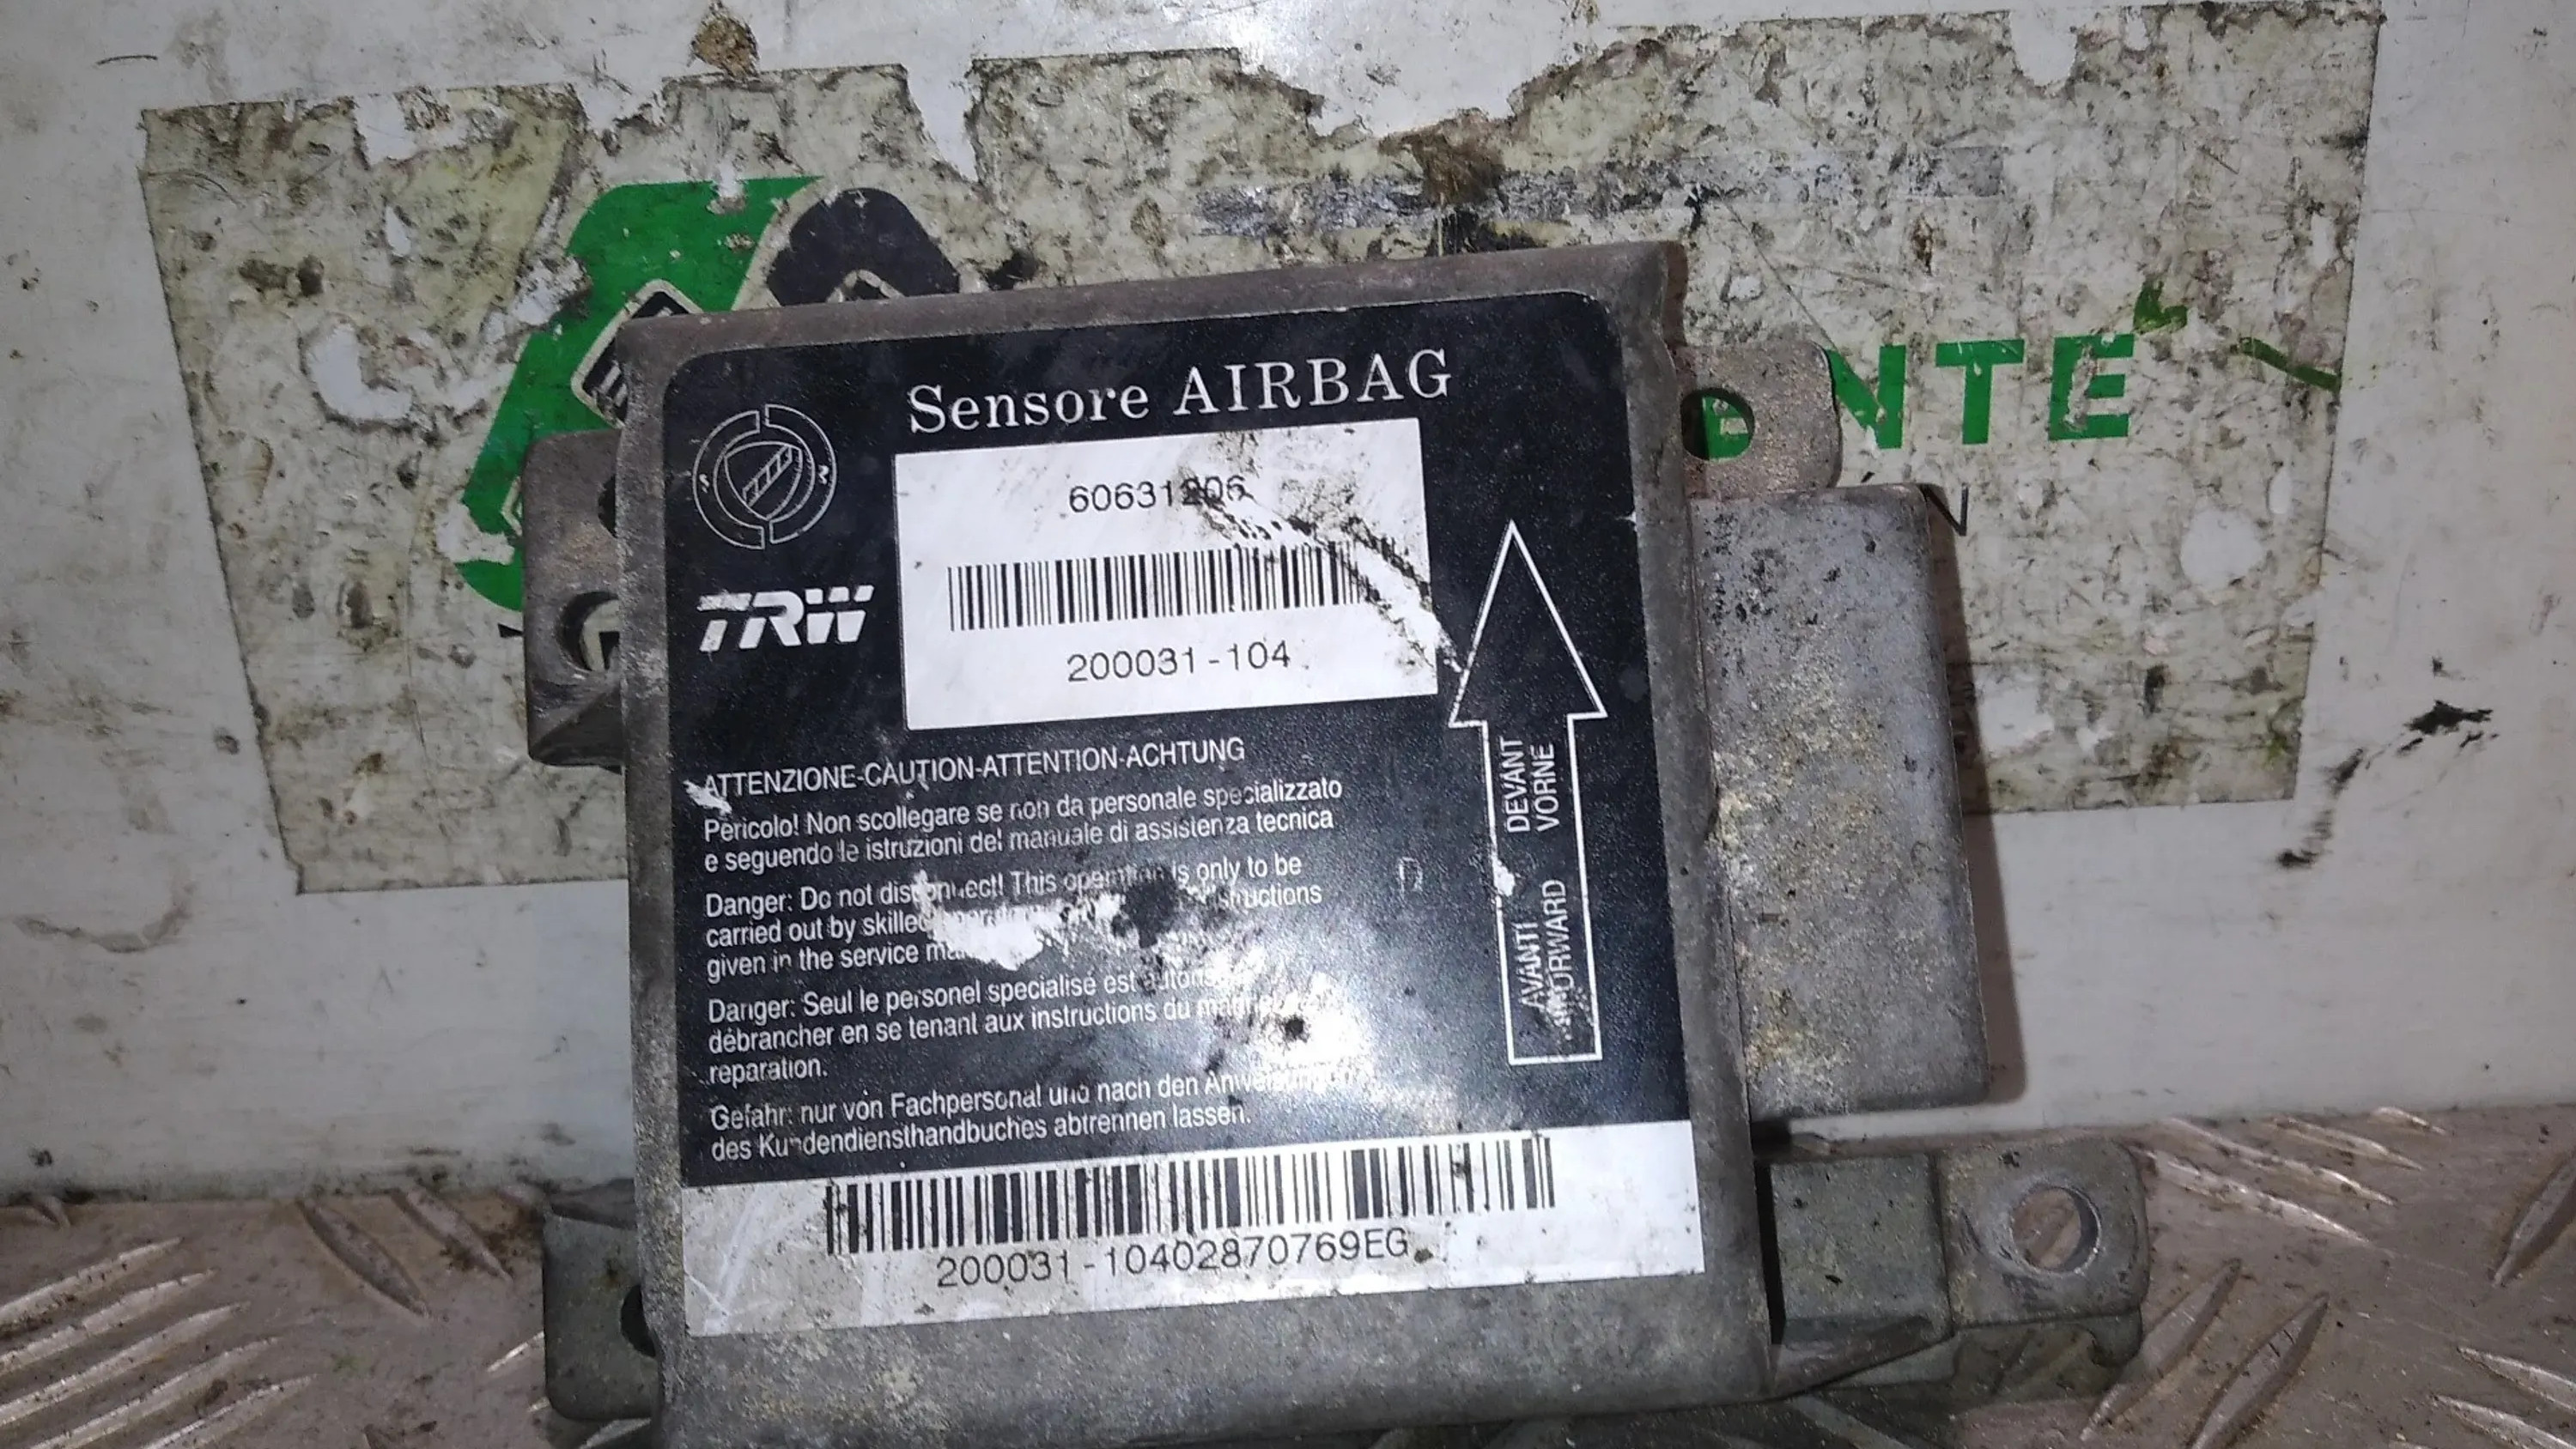 NTE
Sensore AIRBAG
60631206
TRW
200031-104
ATTENZIONE-CAUTION-ATTENTION-ACHTUNG
Pericolo! Non scollegare se non da personale specializzato
e seguendo le istruzioni del manuale di assistenza tecnica
Danger: Do not disconnect! This operation is only to be
carried out by skilled
given in the service
Danger: Seul le personel specialisé est
débrancher en se tenant aux instructions du
reparation.
Gefahr: nur von Fachpersonal und nach den
des Kundendiensthandbuches abtrennen lassen.
DEVANT
VORNE
AVANTI
200031-10402870769EG